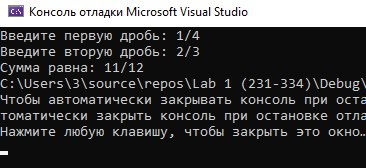 Консоль отладки Microsoft Visual Studio
Введите первую дробь: 1/4
Введите вторую дробь: 2/3
Сумма равна: 11/12
C:\Users\3\source\repos\Lab 1 (231-334)\Debug\
Чтобы автоматически закрывать консоль при оста
томатически закрыть консоль при остановке отла
Нажмите любую клавишу, чтобы закрыть это окно…